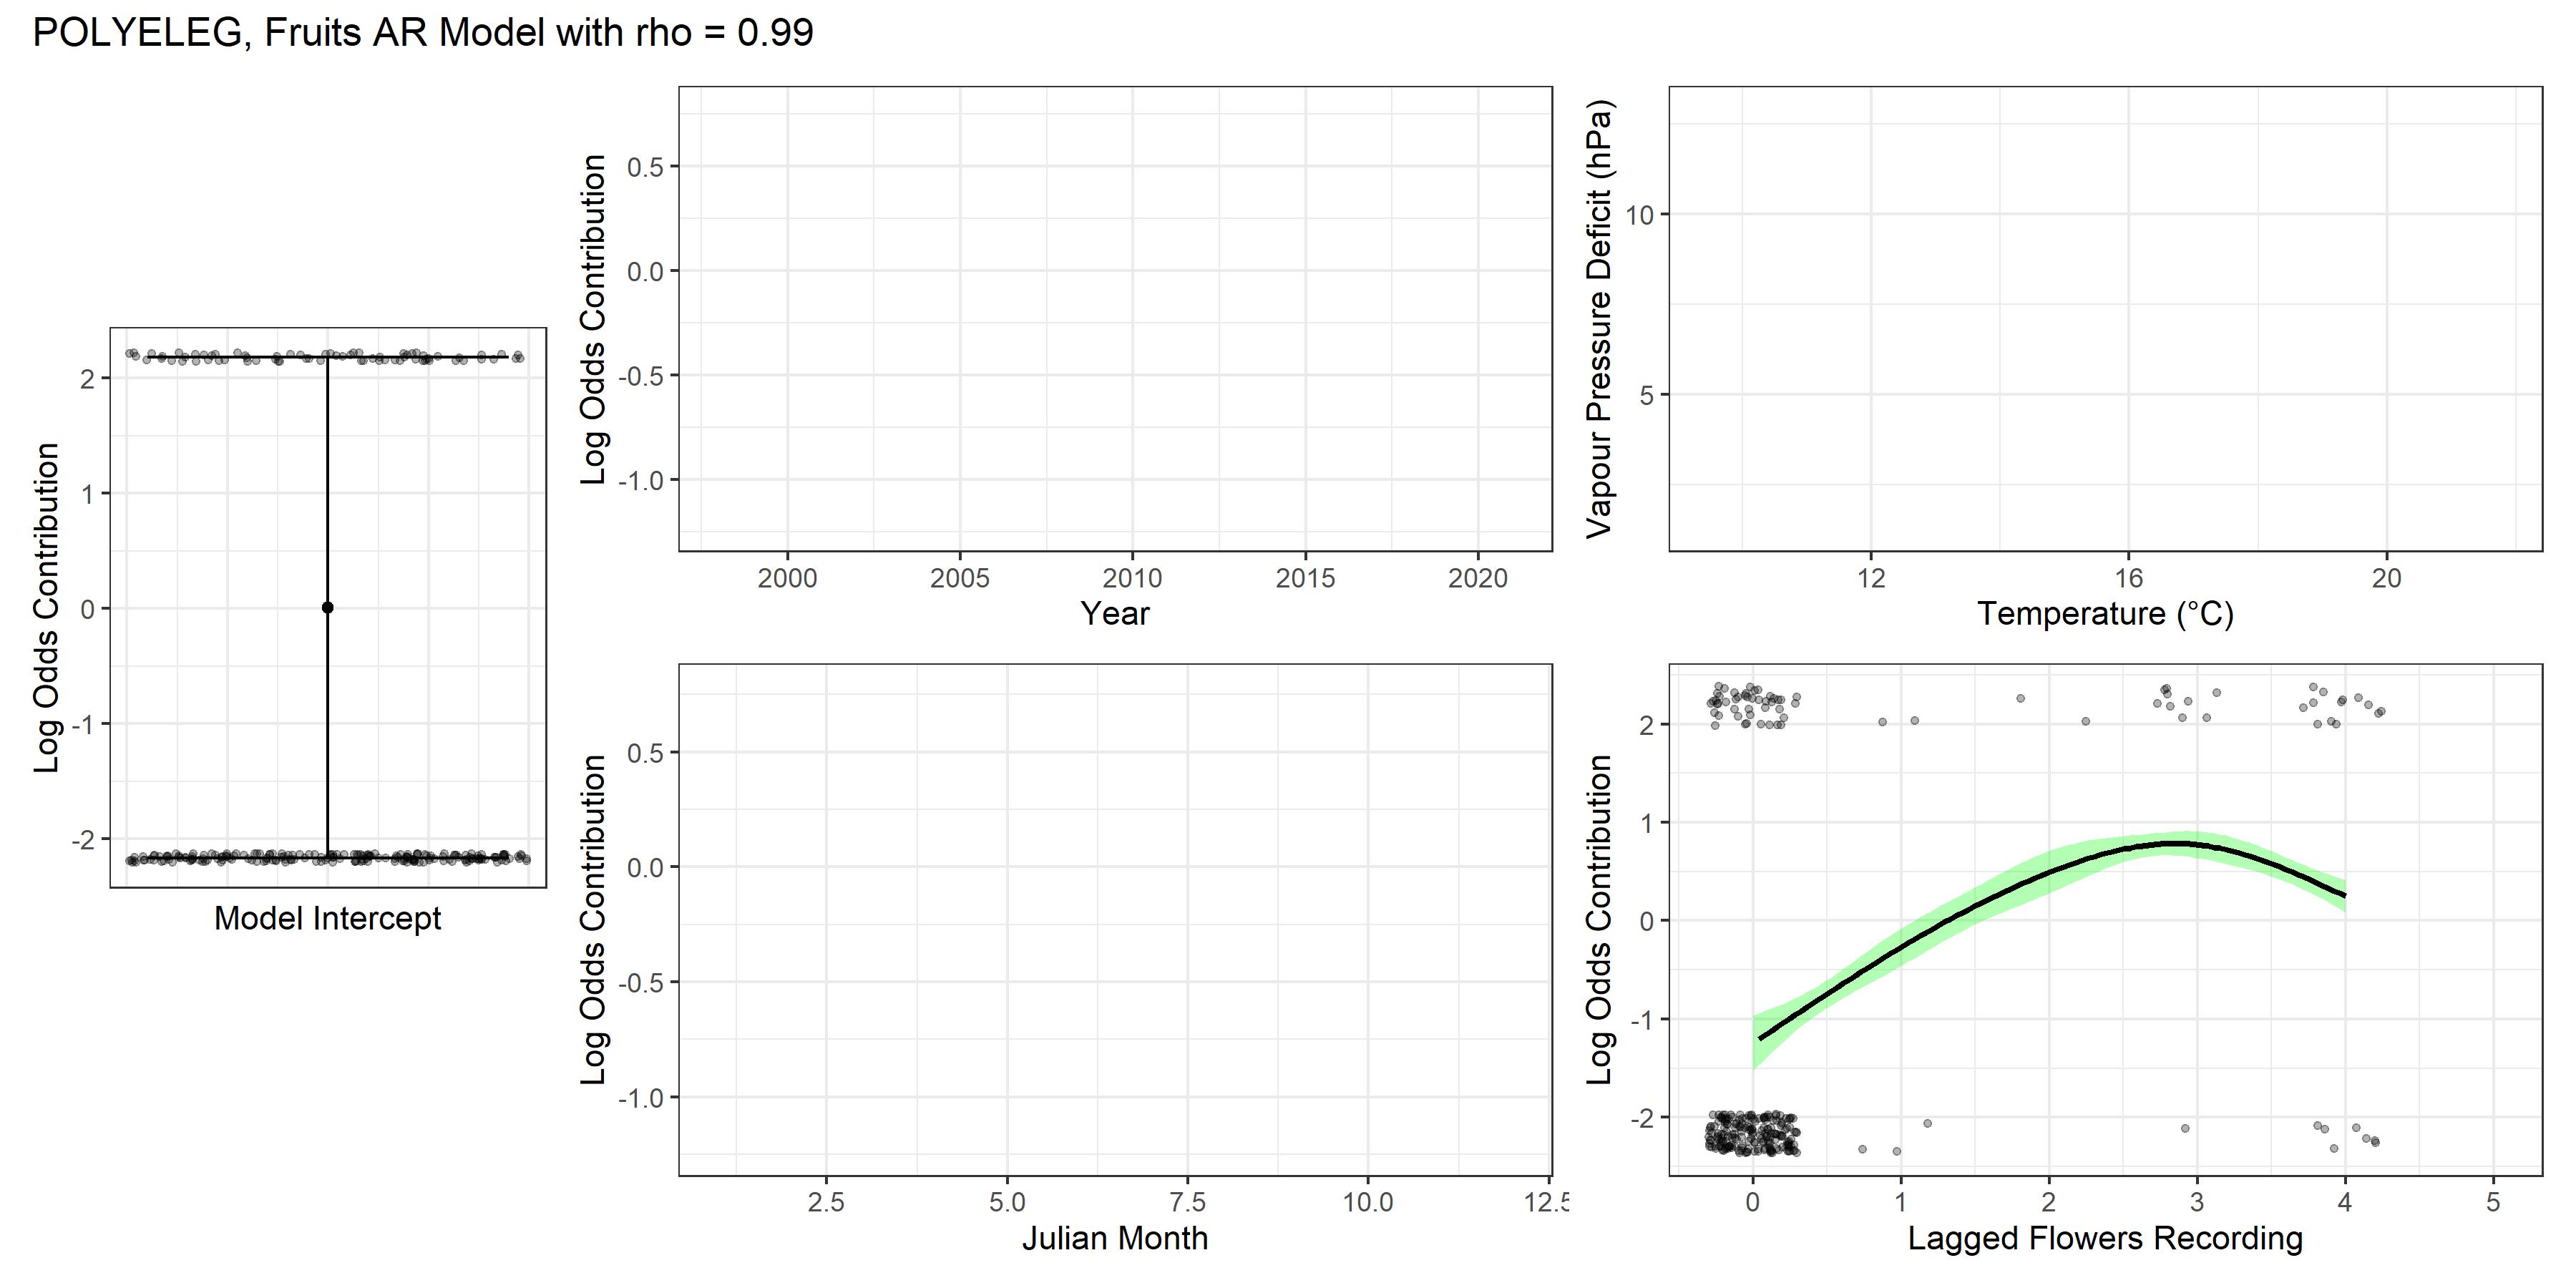 POLYELEG, Fruits AR Model with rho = 0.99
Log Odds Contribution
2
1
0
-1
-2
Model Intercept
Log Odds Contribution
0.5
0.0
-0.5
-1.0
2000 2005 2010 2015 2020
Year
Vapour Pressure Deficit (hPa)
10
5
12 16 20
Temperature (°C)
Log Odds Contribution
0.5
0.0
-0.5
-1.0
2.5 5.0 7.5 10.0 12.5
Julian Month
Log Odds Contribution
2
1
0
-1
-2
0 1 2 3 4 5
Lagged Flowers Recording